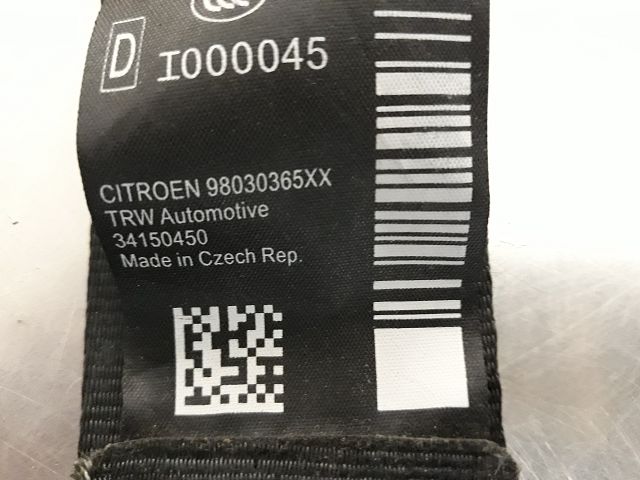 D I000045
CITROEN 98030365XX
TRW Automotive
34150450
Made in Czech Rep.